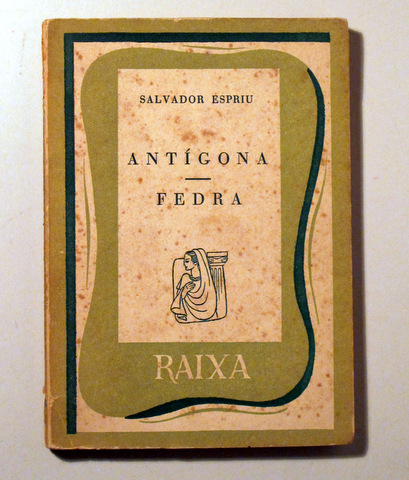 SALVADOR ESPRIU
ANTÍGONA
FEDRA
RAIXA